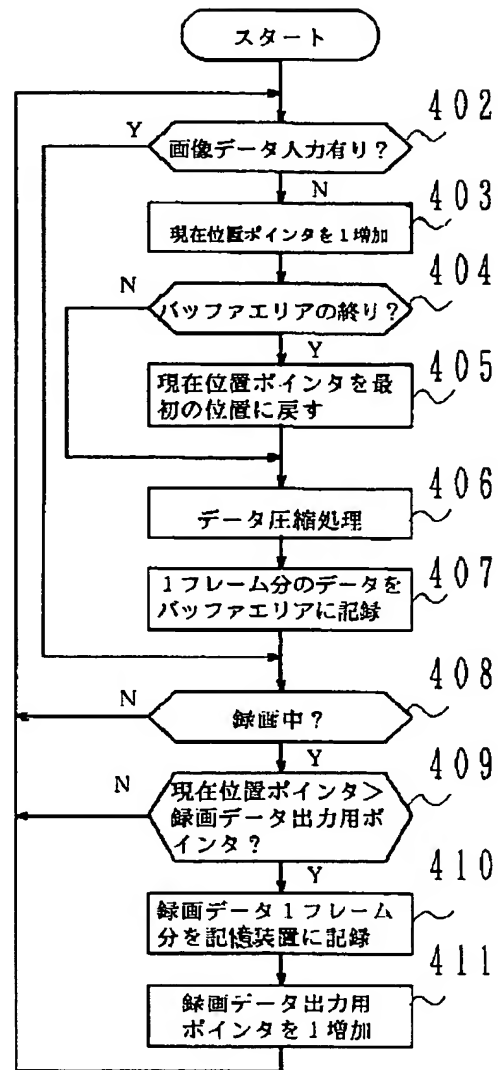 スタート
402
Y
画像データ入力有り?
N
403
現在位置ポインタを1増加
404
N
バッファエリアの終り?
Y
405
現在位置ポインタを最
初の位置に戻す
406
データ圧縮処理
407
1フレーム分のデータを
バッファエリアに記録
408
N
録画中?
Y
409
N
現在位置ポインタ>
録画データ出力用ポ
インタ?
Y
410
録画データ1フレーム
分を記憶装置に記録
411
録画データ出力用
ポインタを1増加